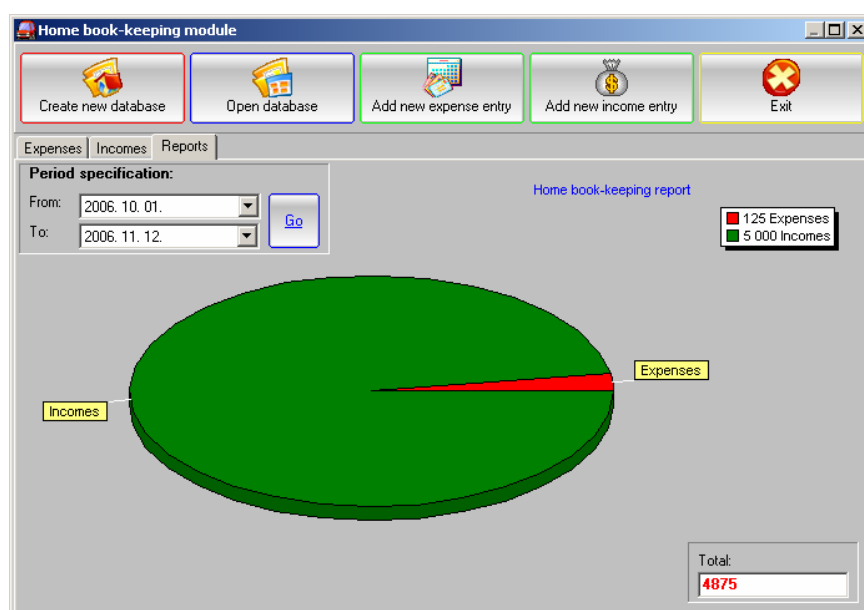 Home book-keeping module
Create new database
Open database
Add new expense entry
Add new income entry
Exit
Expenses
Incomes
Reports
Period specification:
From:
2006. 10. 01.
To:
2006. 11. 12.
Go
Home book-keeping report
125 Expenses
5 000 Incomes
Expenses
Incomes
Total:
4875